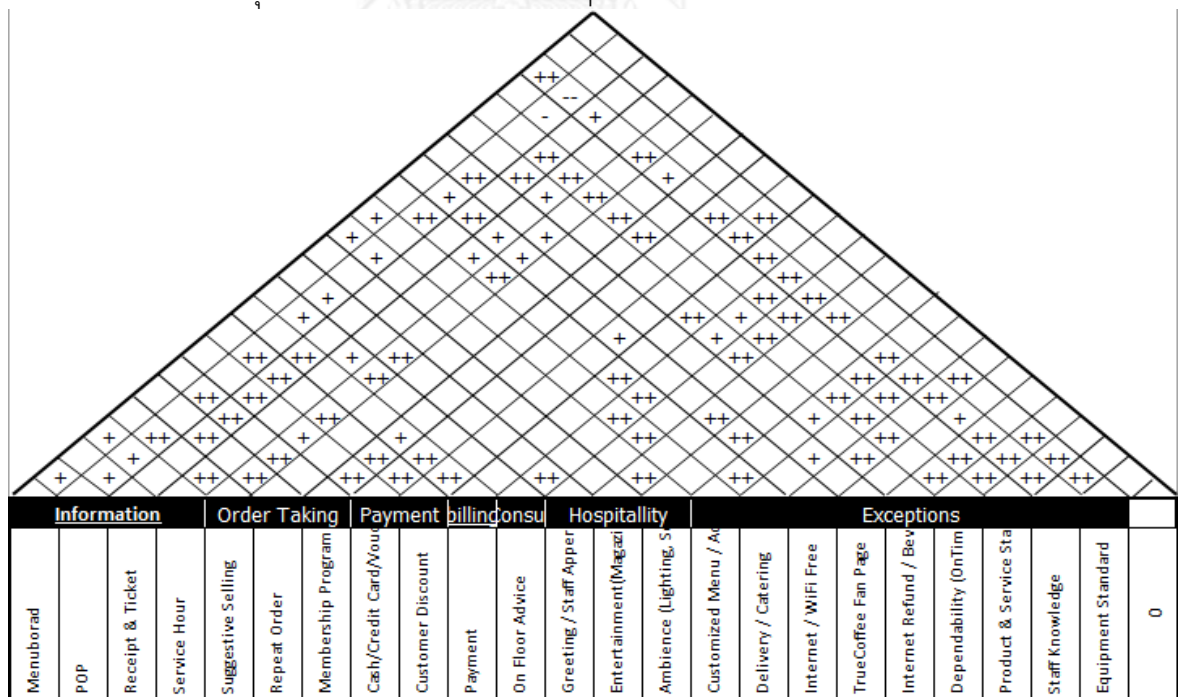 ++
--
- +
++ ++
++ ++ ++ +
+ + ++
+ ++ ++ ++ ++ ++
+ + + ++ ++
+ + + ++
++ ++
+ ++ ++
+ ++ + ++ ++
+ + ++
++ ++ + ++ ++ ++
++ ++ ++ ++ ++ ++
++ ++ ++ ++ ++ ++
++ ++ ++ ++ + ++ +
+ ++ ++ + + ++ ++ ++ ++ ++
+ ++ ++ ++ + ++ ++ ++
+ + ++ ++ ++ ++ ++ ++ ++ ++ ++ ++ ++ ++
Information Order Taking Payment billing Consu Hospitallity Exceptions
Menuborad
POP
Receipt & Ticket
Service Hour
Suggestive Selling
Repeat Order
Membership Program
Cash/Credit Card/Vouc
Customer Discount
Payment
On Floor Advice
Greeting / Staff Apper
Entertainment(Magazi
Ambience (Lighting, S
Customized Menu / Ad
Delivery / Catering
Internet / WiFi Free
TrueCoffee Fan Page
Internet Refund / Bev
Dependability (OnTim
Product & Service Sta
Staff Knowledge
Equipment Standard
0